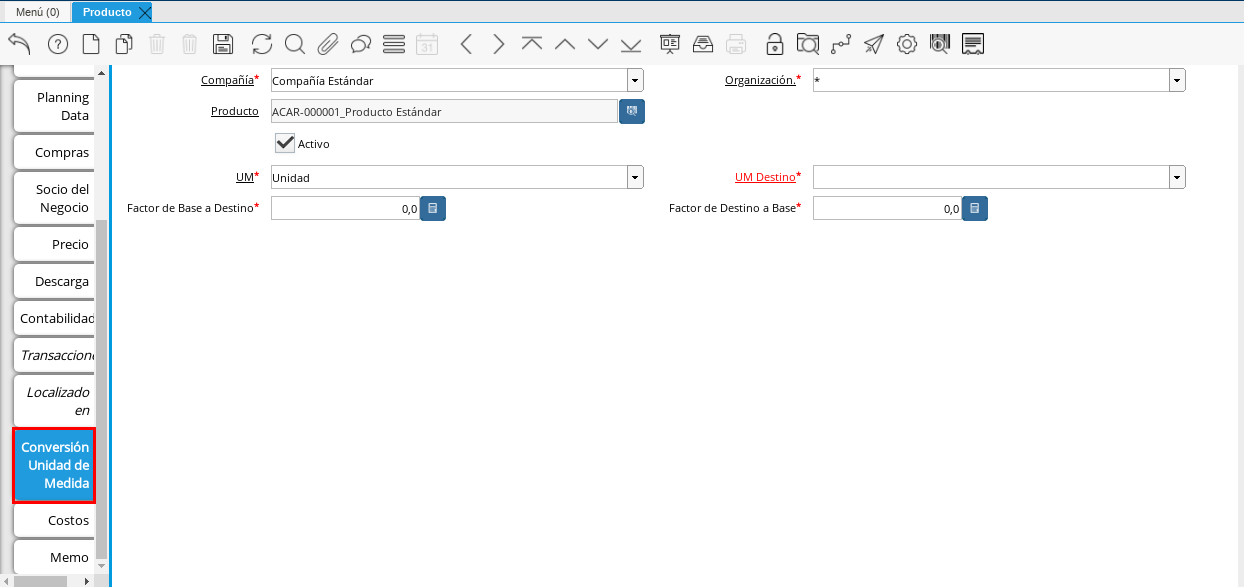 Menú (0)
Producto
31
Planning
Data
Compras
Socio del
Negocio
Precio
Descarga
Contabilidad
Transaccione
Localizado
en
Conversión
Unidad de
Medida
Costos
Memo
Compañía* Compañía Estándar Organización.* *
Producto ACAR-000001_Producto Estándar
Activo
UM* Unidad UM Destino*
Factor de Base a Destino* 0,0 Factor de Destino a Base* 0,0